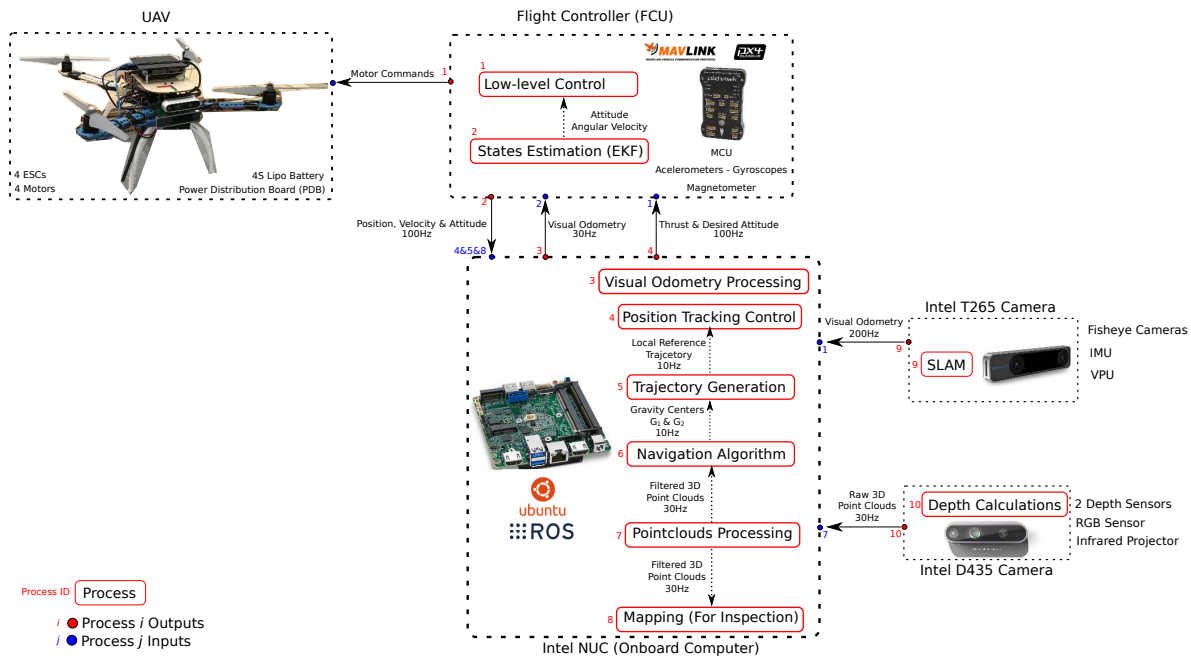 UAV
Flight Controller (FCU)
MAVLINK
MICRO AIR VEHICLE COMMUNICATION PROTOCOL
PX4
Motor Commands
1
1
Low-level Control
Attitude
Angular Velocity
2
States Estimation (EKF)
MCU
Acelerometers - Gyroscopes
Magnetometer
4 ESCs
4 Motors
4S Lipo Battery
Power Distribution Board (PDB)
2
2
1
Position, Velocity & Attitude
100Hz
Visual Odometry
30Hz
Thrust & Desired Attitude
100Hz
4&5&8
3
4
3
Visual Odometry Processing
4
Position Tracking Control
Local Reference
Trajcetory
10Hz
5
Trajectory Generation
Gravity Centers
G1 & G2
10Hz
6
Navigation Algorithm
Filtered 3D
Point Clouds
30Hz
7
Pointclouds Processing
Filtered 3D
Point Clouds
30Hz
8
Mapping (For Inspection)
Intel NUC (Onboard Computer)
ubuntu
ROS
Visual Odometry
200Hz
1
9
Intel T265 Camera
9
SLAM
Fisheye Cameras
IMU
VPU
Raw 3D
Point Clouds
30Hz
7
10
10
Depth Calculations
2 Depth Sensors
RGB Sensor
Infrared Projector
Intel D435 Camera
Process ID
Process
i
Process i Outputs
j
Process j Inputs